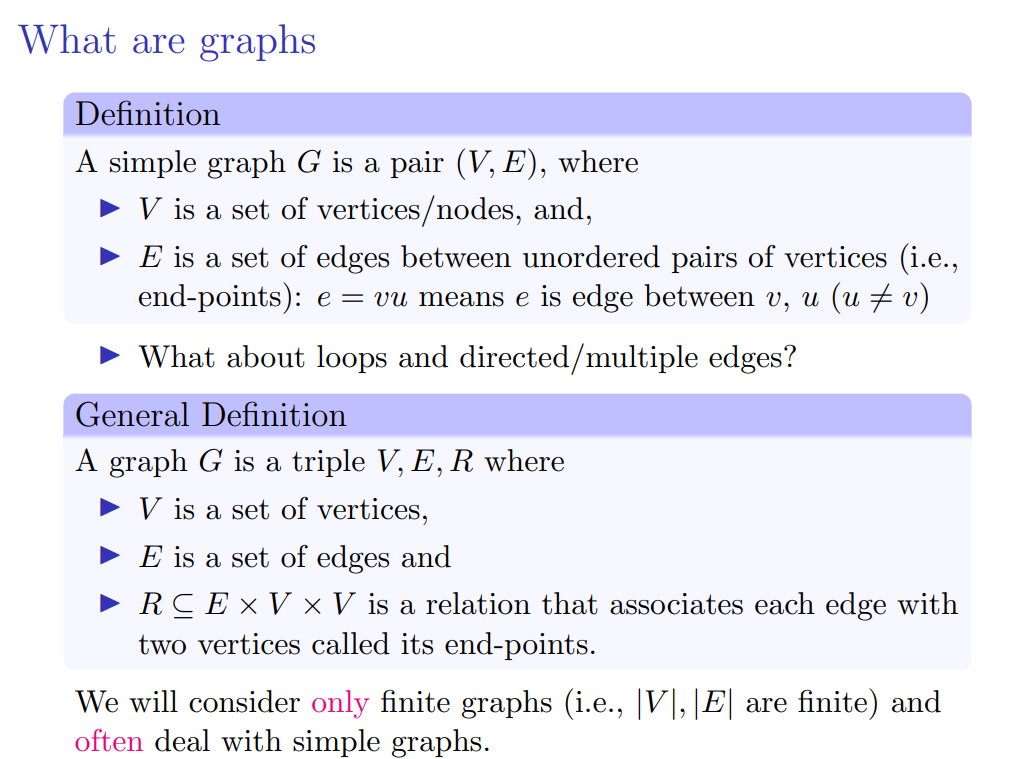 What are graphs
Definition
A simple graph G is a pair (V, E), where
▶ V is a set of vertices/nodes, and,
▶ E is a set of edges between unordered pairs of vertices (i.e.,
end-points): e = vu means e is edge between v, u (u ≠ v)
▶ What about loops and directed/multiple edges?
General Definition
A graph G is a triple V, E, R where
▶ V is a set of vertices,
▶ E is a set of edges and
▶ R ⊆ E × V × V is a relation that associates each edge with
two vertices called its end-points.
We will consider only finite graphs (i.e., |V|, |E| are finite) and
often deal with simple graphs.